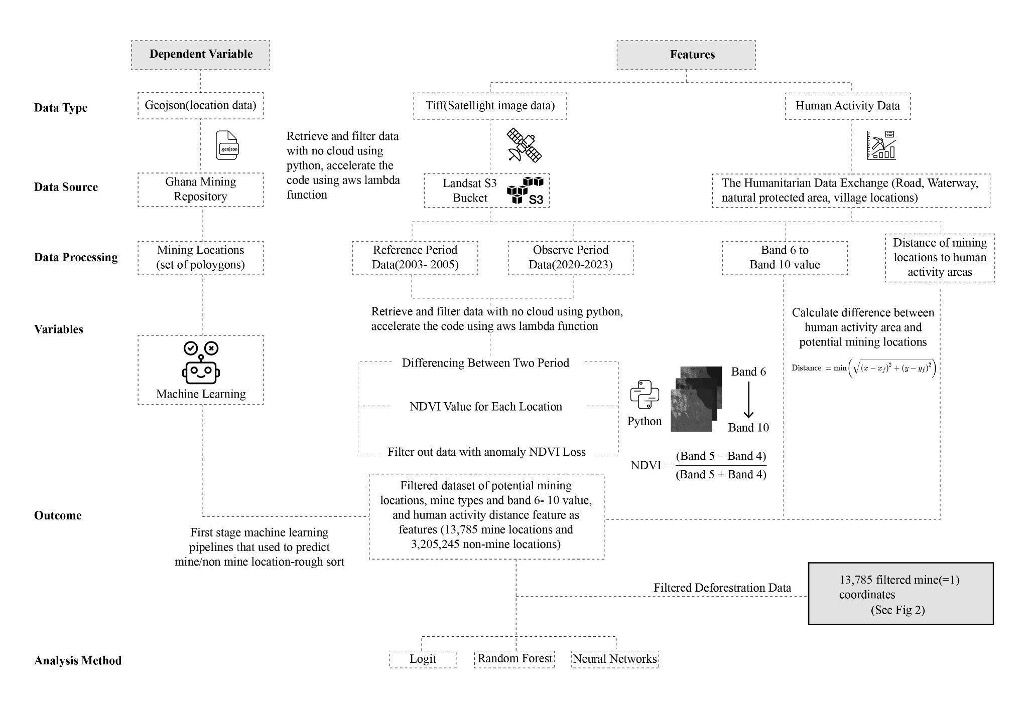 Dependent Variable
Features
Data Type
Geojson(location data)
Tiff(Satellight image data)
Human Activity Data
.geojson
Retrieve and filter data
with no cloud using
python, accelerate the
code using aws lambda
function
Data Source
Ghana Mining
Repository
Landsat S3
Bucket
S3
The Humanitarian Data Exchange (Road, Waterway,
natural protected area, village locations)
Data Processing
Mining Locations
(set of poloygons)
Reference Period
Data(2003- 2005)
Observe Period
Data(2020-2023)
Band 6 to
Band 10 value
Distance of mining
locations to human
activity areas
Retrieve and filter data with no cloud using python,
accelerate the code using aws lambda function
Variables
Calculate difference between
human activity area and
potential mining locations
Distance = min(√(x − x_f)² + (y − y_f)²)
Machine Learning
Differencing Between Two Period
NDVI Value for Each Location
Filter out data with anomaly NDVI Loss
Python
Band 6
Band 10
NDVI = (Band 5 − Band 4)
(Band 5 + Band 4)
Outcome
Filtered dataset of potential mining
locations, mine types and band 6- 10 value,
and human activity distance feature as
features (13,785 mine locations and
3,205,245 non-mine locations)
First stage machine learning
pipelines that used to predict
mine/non mine location-rough sort
Filtered Deforestration Data
13,785 filtered mine(=1)
coordinates
(See Fig 2)
Analysis Method
Logit
Random Forest
Neural Networks